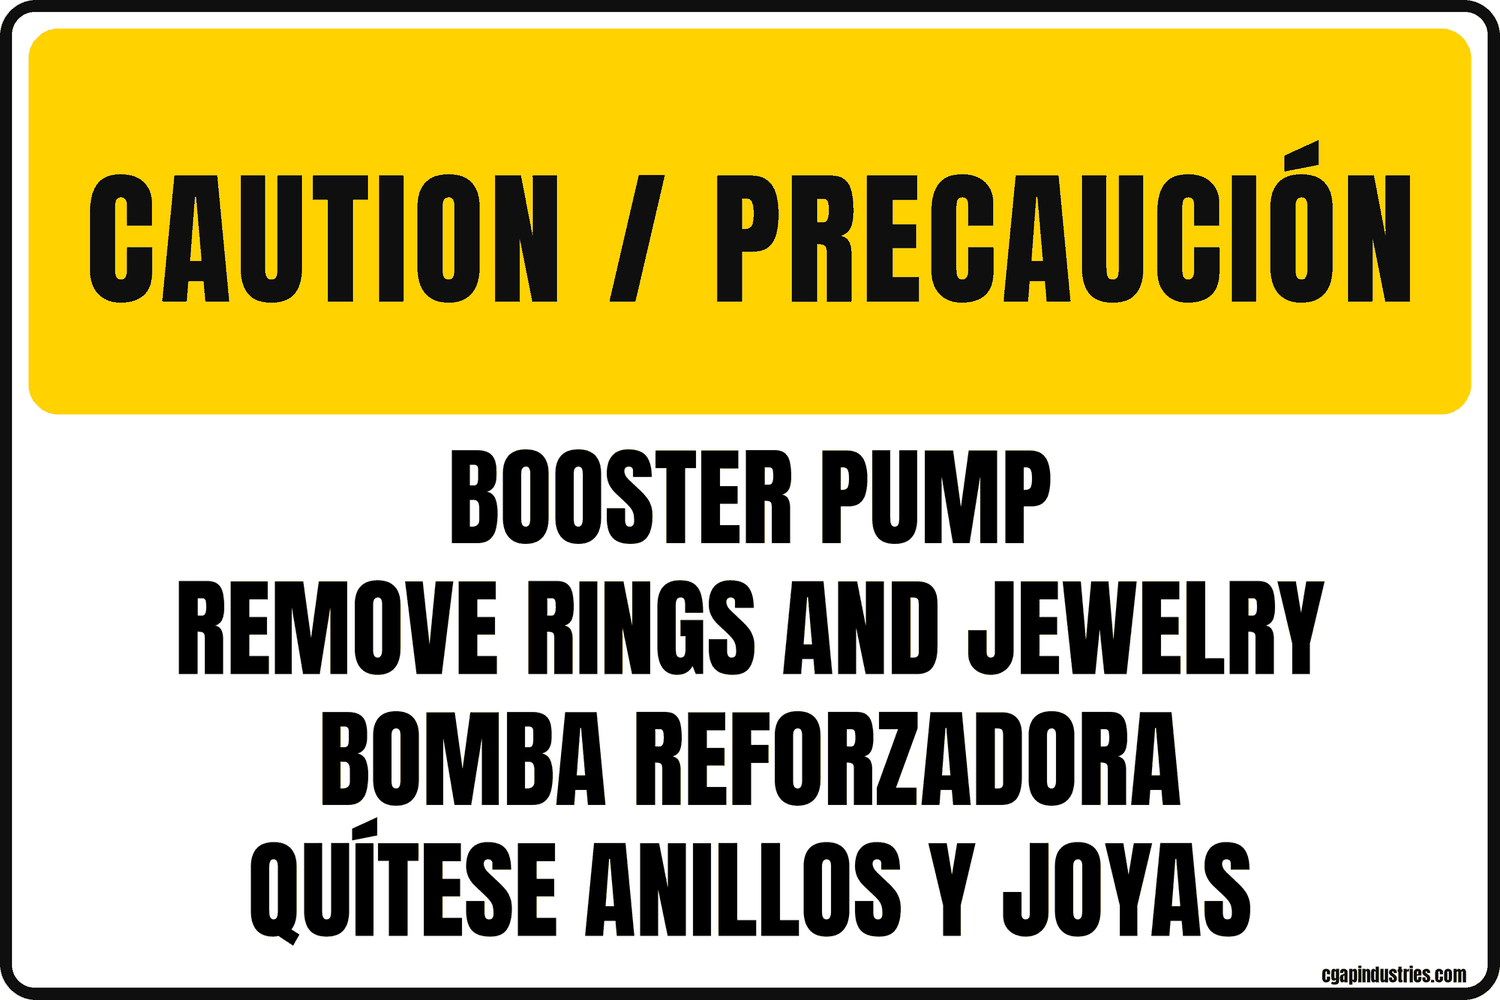 CAUTION / PRECAUCIÓN
BOOSTER PUMP
REMOVE RINGS AND JEWELRY
BOMBA REFORZADORA
QUÍTESE ANILLOS Y JOYAS
cgapindustries.com